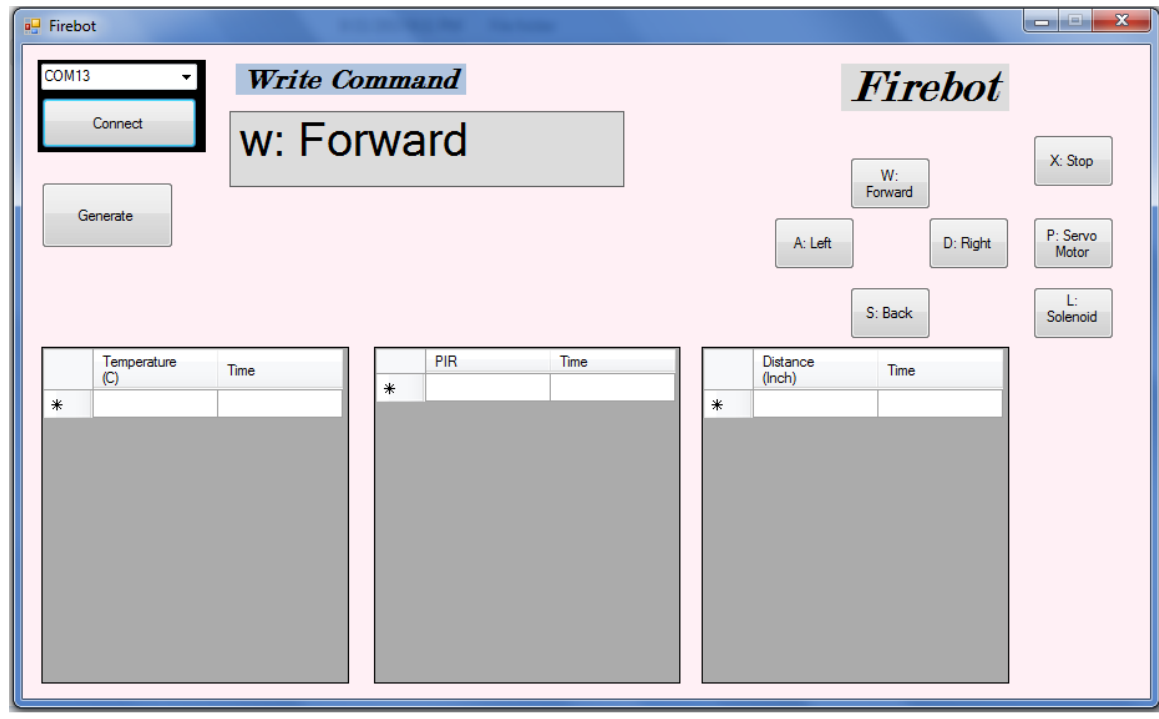 Firebot
COM13
Connect
Write Command
w: Forward
Firebot
Generate
W:
Forward
X: Stop
A: Left
D: Right
P: Servo
Motor
S: Back
L:
Solenoid
Temperature
(C)
Time
PIR
Time
Distance
(Inch)
Time